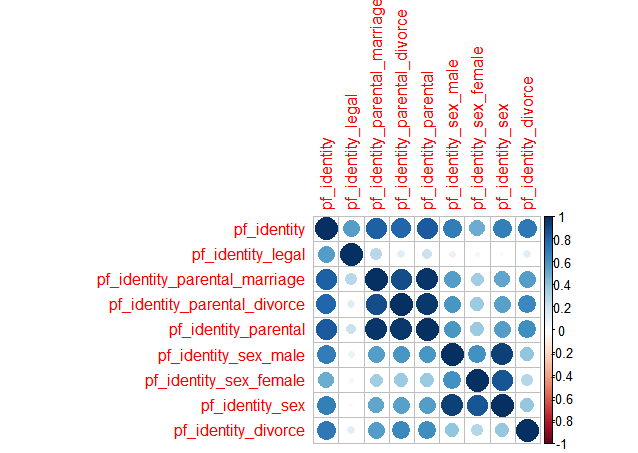 pf_identity
pf_identity_legal
pf_identity_parental_marriage
pf_identity_parental_divorce
pf_identity_parental
pf_identity_sex_male
pf_identity_sex_female
pf_identity_sex
pf_identity_divorce
pf_identity
pf_identity_legal
pf_identity_parental_marriage
pf_identity_parental_divorce
pf_identity_parental
pf_identity_sex_male
pf_identity_sex_female
pf_identity_sex
pf_identity_divorce
1
0.8
0.6
0.4
0.2
0
-0.2
-0.4
-0.6
-0.8
-1